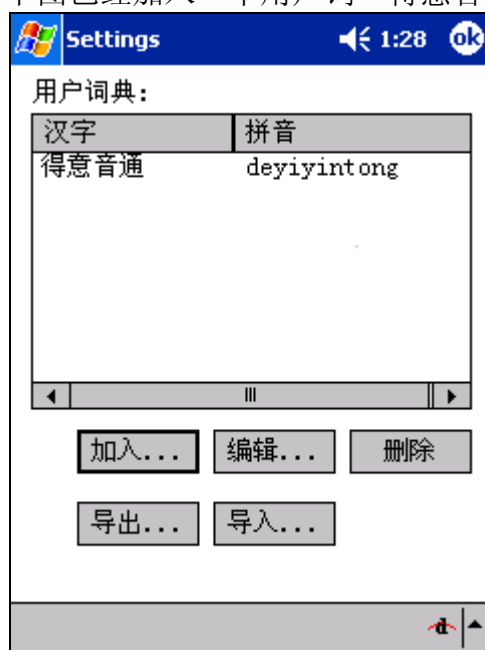 Settings 1:28 ok
用户词典：
汉字 拼音
得意音通 deyiyintong
加入... 编辑... 删除
导出... 导入...